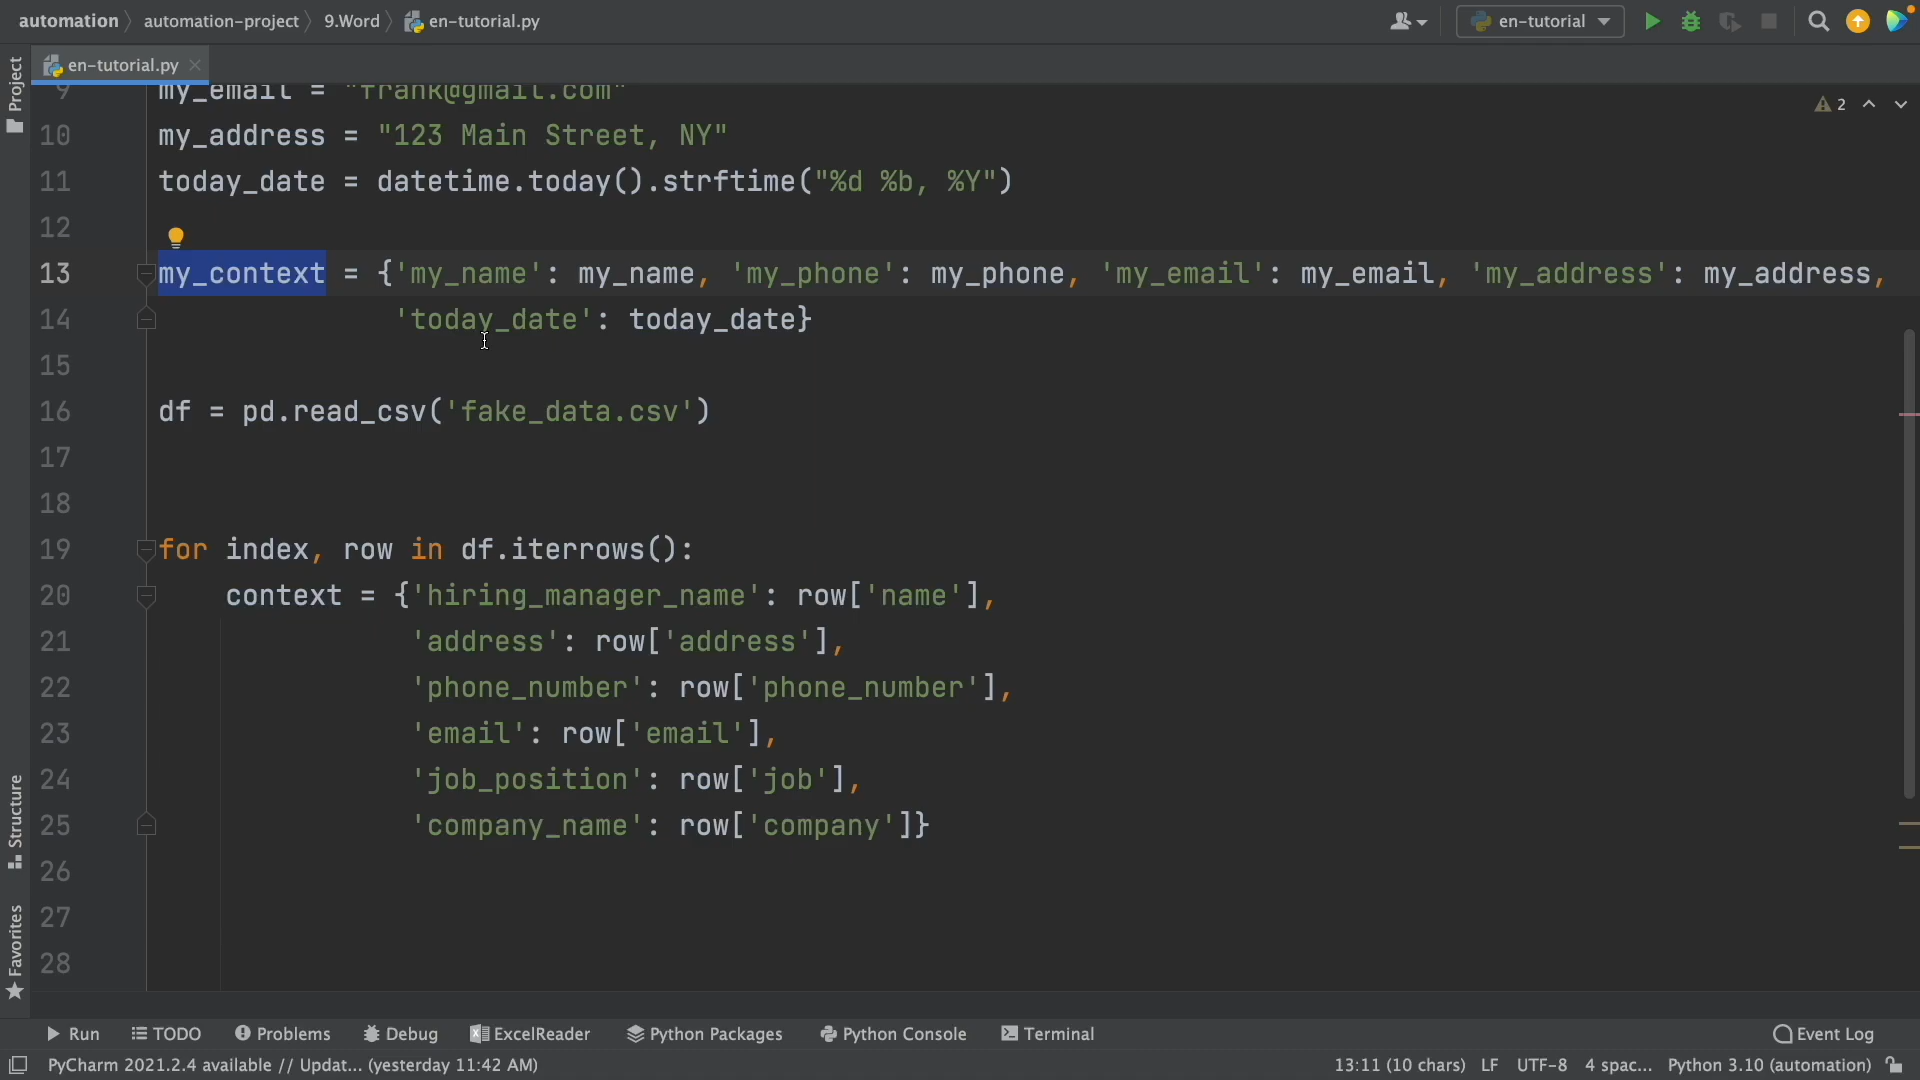 automation automation-project 9.Word en-tutorial.py en-tutorial
en-tutorial.py
Project
9 my_email = "frank@gmail.com"
2
10 my_address = "123 Main Street, NY"
11 today_date = datetime.today().strftime("%d %b, %Y")
12
13 my_context = {'my_name': my_name, 'my_phone': my_phone, 'my_email': my_email, 'my_address': my_address,
14 'today_date': today_date}
15
16 df = pd.read_csv('fake_data.csv')
17
18
19 for index, row in df.iterrows():
20 context = {'hiring_manager_name': row['name'],
21 'address': row['address'],
22 'phone_number': row['phone_number'],
23 'email': row['email'],
24 'job_position': row['job'],
25 'company_name': row['company']}
26
27
28
Structure
Favorites
Run TODO Problems Debug ExcelReader Python Packages Python Console Terminal Event Log
PyCharm 2021.2.4 available // Updat... (yesterday 11:42 AM) 13:11 (10 chars) LF UTF-8 4 spac... Python 3.10 (automation)